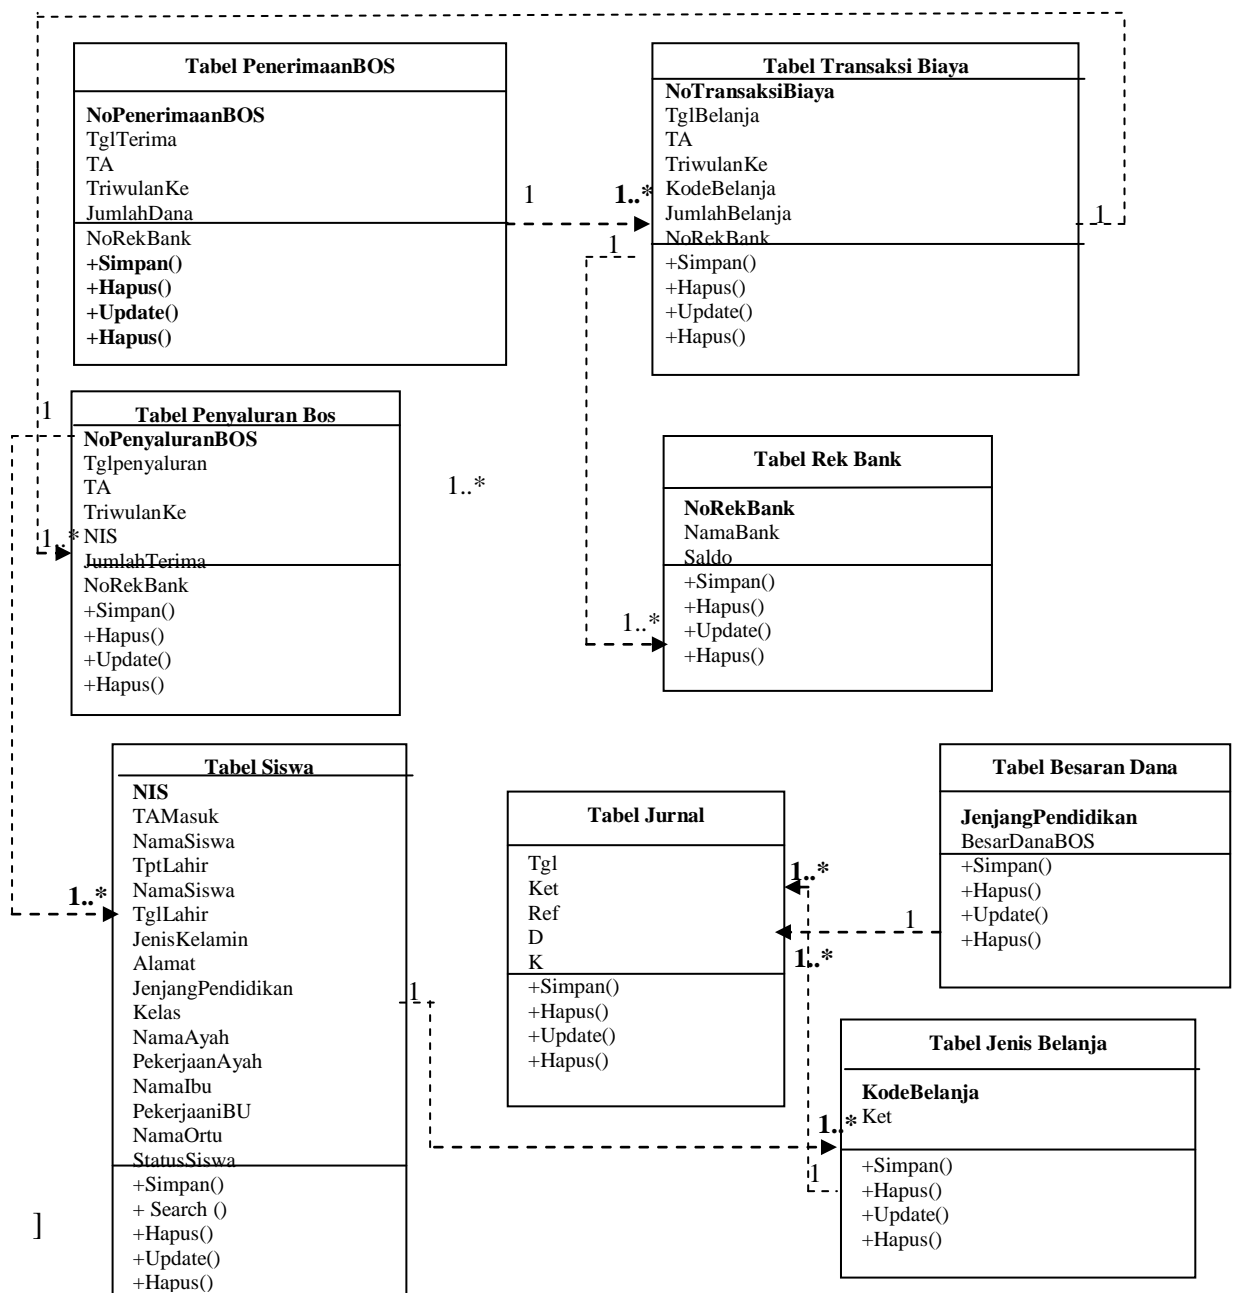 Tabel PenerimaanBOS
NoPenerimaanBOS
TglTerima
TA
TriwulanKe
JumlahDana
NoRekBank
+Simpan()
+Hapus()
+Update()
+Hapus()
1
1..*
Tabel Transaksi Biaya
NoTransaksiBiaya
TglBelanja
TA
TriwulanKe
KodeBelanja
JumlahBelanja
NoRekBank
+Simpan()
+Hapus()
+Update()
+Hapus()
1
1
1
1..*
Tabel Penyaluran Bos
NoPenyaluranBOS
Tglpenyaluran
TA
TriwulanKe
NIS
JumlahTerima
NoRekBank
+Simpan()
+Hapus()
+Update()
+Hapus()
1..*
Tabel Rek Bank
NoRekBank
NamaBank
Saldo
+Simpan()
+Hapus()
+Update()
+Hapus()
1..*
Tabel Siswa
NIS
TAMasuk
NamaSiswa
TptLahir
NamaSiswa
TglLahir
JenisKelamin
Alamat
JenjangPendidikan
Kelas
NamaAyah
PekerjaanAyah
NamaIbu
PekerjaaniBU
NamaOrtu
StatusSiswa
+Simpan()
+ Search ()
+Hapus()
+Update()
+Hapus()
1..*
1
]
Tabel Jurnal
Tgl
Ket
Ref
D
K
+Simpan()
+Hapus()
+Update()
+Hapus()
1..*
1
1..*
Tabel Besaran Dana
JenjangPendidikan
BesarDanaBOS
+Simpan()
+Hapus()
+Update()
+Hapus()
Tabel Jenis Belanja
KodeBelanja
Ket
+Simpan()
+Hapus()
+Update()
+Hapus()
1..*
1